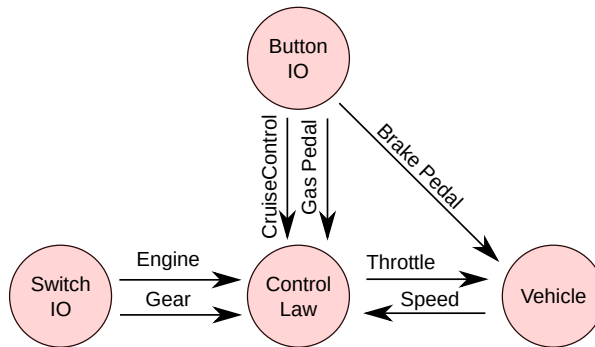 Button
IO
CruiseControl
Gas Pedal
Brake Pedal
Switch
IO
Engine
Gear
Control
Law
Throttle
Speed
Vehicle